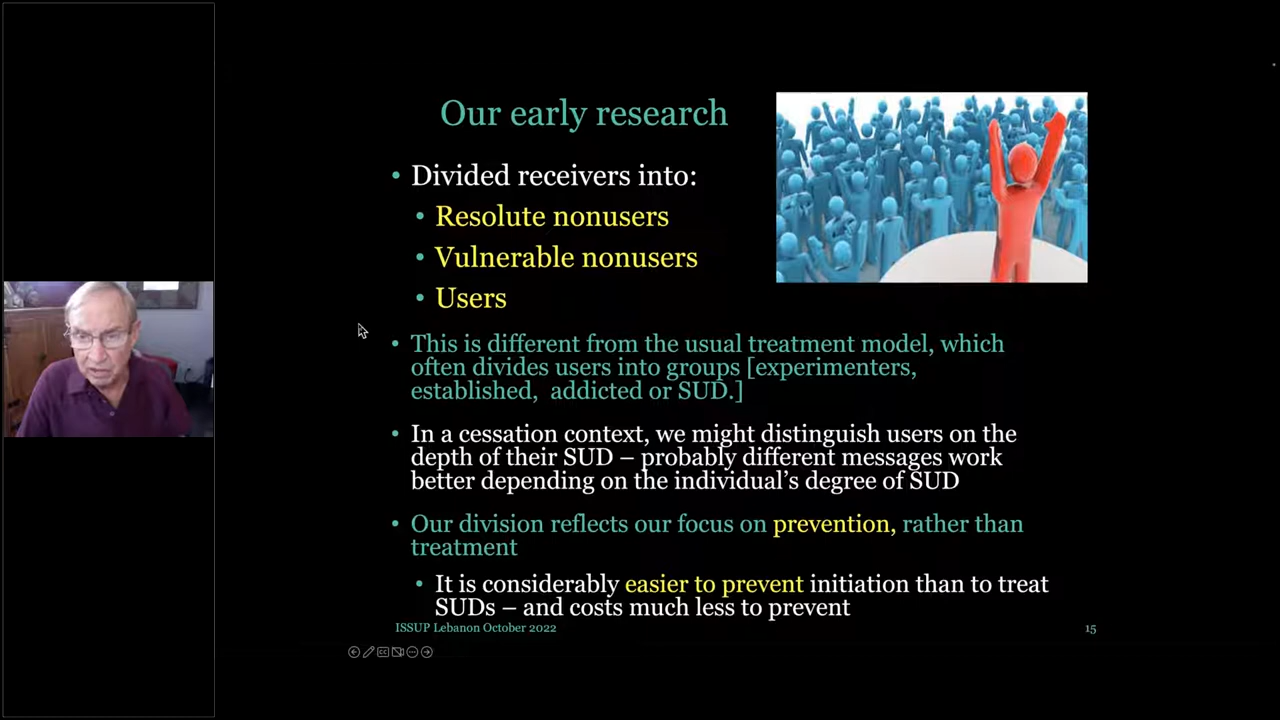 Our early research
• Divided receivers into:
• Resolute nonusers
• Vulnerable nonusers
• Users
• This is different from the usual treatment model, which
often divides users into groups [experimenters,
established, addicted or SUD.]
• In a cessation context, we might distinguish users on the
depth of their SUD – probably different messages work
better depending on the individual's degree of SUD
• Our division reflects our focus on prevention, rather than
treatment
• It is considerably easier to prevent initiation than to treat
SUDs – and costs much less to prevent
ISSUP Lebanon October 2022
15